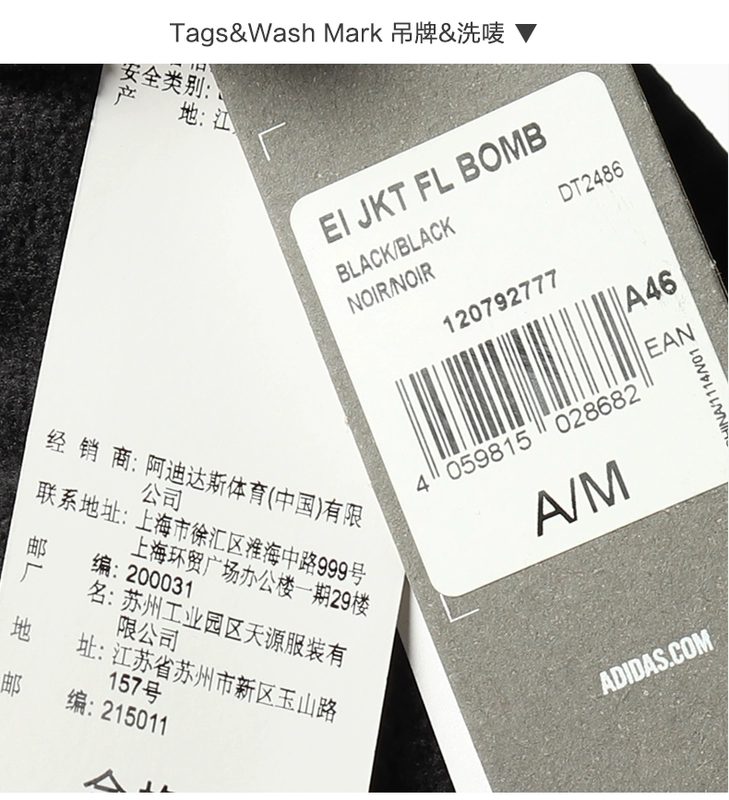 Tags&Wash Mark 吊牌&洗唛 ▼
安全类别:
产 地: 江
经 销 商: 阿迪达斯体育(中国)有限
公司
联系地址: 上海市徐汇区淮海中路999号
上海环贸广场办公楼一期29楼
邮 编: 200031
厂 名: 苏州工业园区天源服装有
限公司
地 址: 江苏省苏州市新区玉山路
157号
邮 编: 215011
EI JKT FL BOMB
DT2486
BLACK/BLACK
NOIR/NOIR
120792777
A46
EAN
4 059815 028682
A/M
ADIDAS.COM